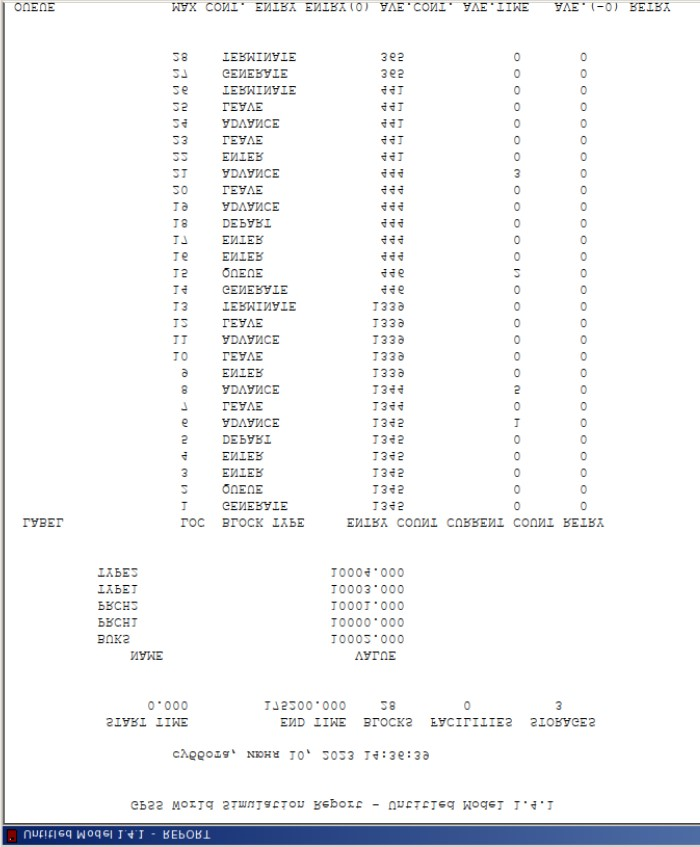 Untitled Model 1.4.1 - REPORT
GPSS World Simulation Report - Untitled Model 1.4.1
суббота, июня 10, 2023 14:36:39
START TIME END TIME BLOCKS FACILITIES STORAGES
0.000 175200.000 28 0 3
NAME VALUE
BUKS 10002.000
PRCH1 10000.000
PRCH2 10001.000
TYPE1 10003.000
TYPE2 10004.000
LABEL LOC BLOCK TYPE ENTRY COUNT CURRENT COUNT RETRY
1 GENERATE 1345 0 0
2 QUEUE 1345 0 0
3 ENTER 1345 0 0
4 ENTER 1345 0 0
5 DEPART 1345 0 0
6 ADVANCE 1345 1 0
7 LEAVE 1344 0 0
8 ADVANCE 1344 5 0
9 ENTER 1339 0 0
10 LEAVE 1339 0 0
11 ADVANCE 1339 0 0
12 LEAVE 1339 0 0
13 TERMINATE 1339 0 0
14 GENERATE 446 0 0
15 QUEUE 446 2 0
16 ENTER 444 0 0
17 ENTER 444 0 0
18 DEPART 444 0 0
19 ADVANCE 444 0 0
20 LEAVE 444 0 0
21 ADVANCE 444 3 0
22 ENTER 441 0 0
23 LEAVE 441 0 0
24 ADVANCE 441 0 0
25 LEAVE 441 0 0
26 TERMINATE 441 0 0
27 GENERATE 365 0 0
28 TERMINATE 365 0 0
QUEUE MAX CONT. ENTRY ENTRY(0) AVE.CONT. AVE.TIME AVE.(-0) RETRY